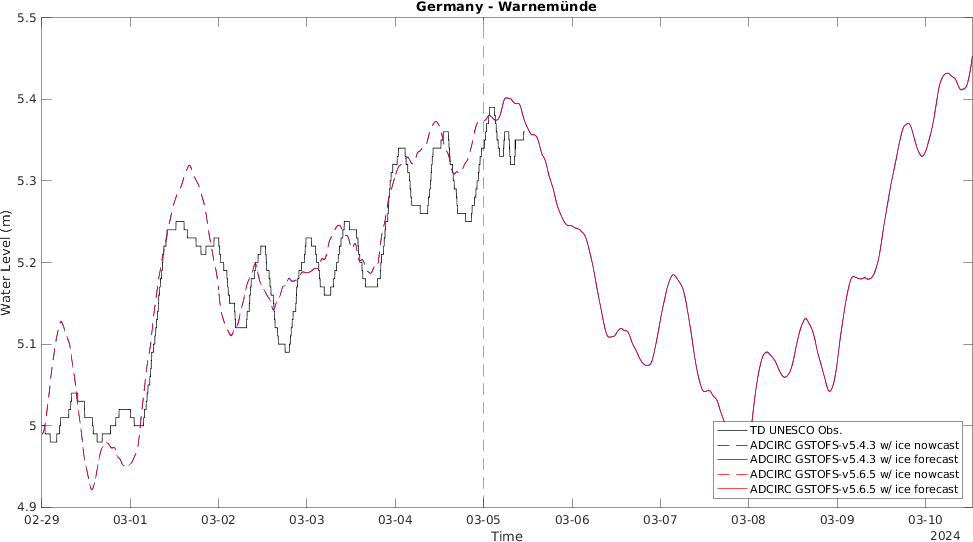 Germany - Warnemünde
5.5
5.4
5.3
5.2
5.1
5
4.9
Water Level (m)
TD UNESCO Obs.
ADCIRC GSTOFS-v5.4.3 w/ ice nowcast
ADCIRC GSTOFS-v5.4.3 w/ ice forecast
ADCIRC GSTOFS-v5.6.5 w/ ice nowcast
ADCIRC GSTOFS-v5.6.5 w/ ice forecast
02-29 03-01 03-02 03-03 03-04 03-05 03-06 03-07 03-08 03-09 03-10
Time 2024